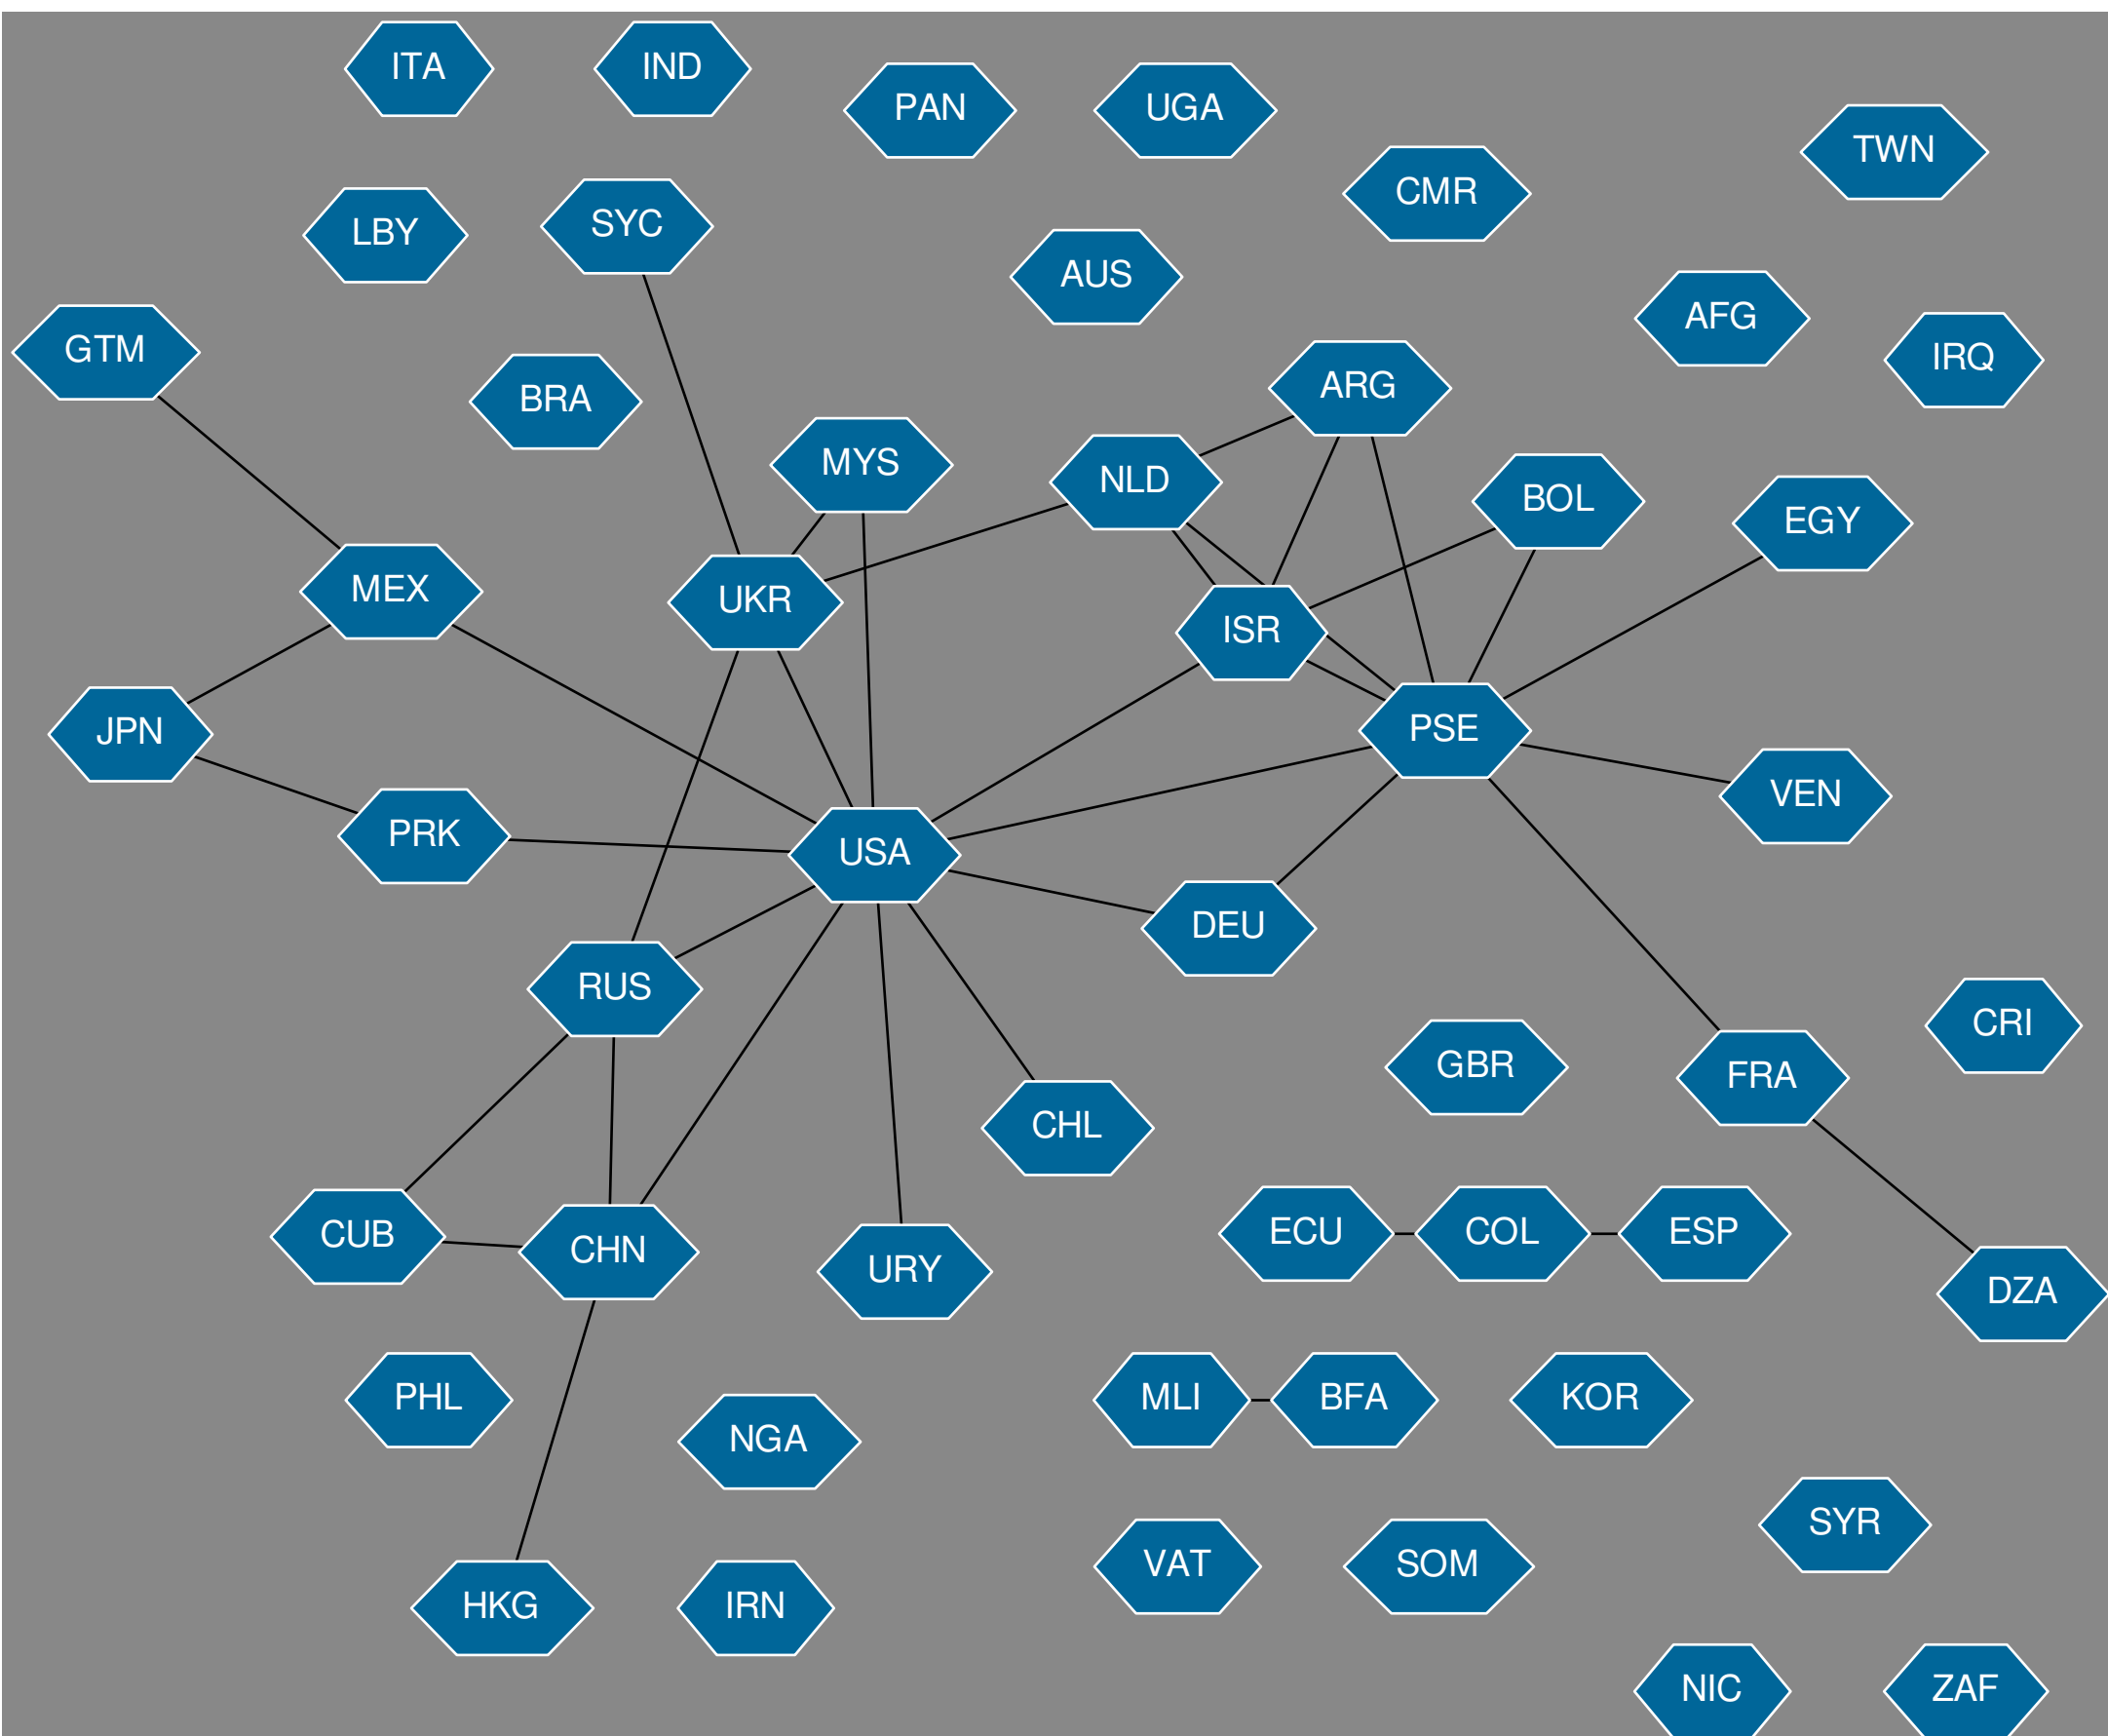 ITA
IND
PAN
UGA
TWN
CMR
LBY
SYC
AUS
AFG
GTM
IRQ
BRA
ARG
MYS
NLD
BOL
EGY
MEX
UKR
ISR
JPN
PSE
VEN
PRK
USA
DEU
RUS
CRI
GBR
FRA
CHL
CUB
CHN
URY
ECU
COL
ESP
DZA
PHL
MLI
BFA
KOR
NGA
SYR
VAT
SOM
HKG
IRN
NIC
ZAF